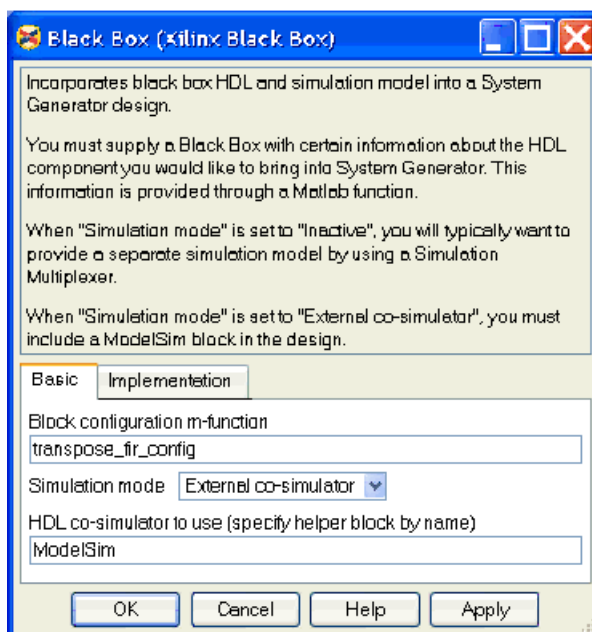 Black Box (Xilinx Black Box)
Incorporates black box HDL and simulation model into a System
Generator design.
You must supply a Black Box with certain information about the HDL
component you would like to bring into System Generator. This
information is provided through a Matlab function.
When "Simulation mode" is set to "Inactive", you will typically want to
provide a separate simulation model by using a Simulation
Multiplexer.
When "Simulation mode" is set to "External co-simulator", you must
include a ModelSim block in the design.
Basic Implementation
Block configuration m-function
transpose_fir_config
Simulation mode External co-simulator
HDL co-simulator to use (specify helper block by name)
ModelSim
OK Cancel Help Apply